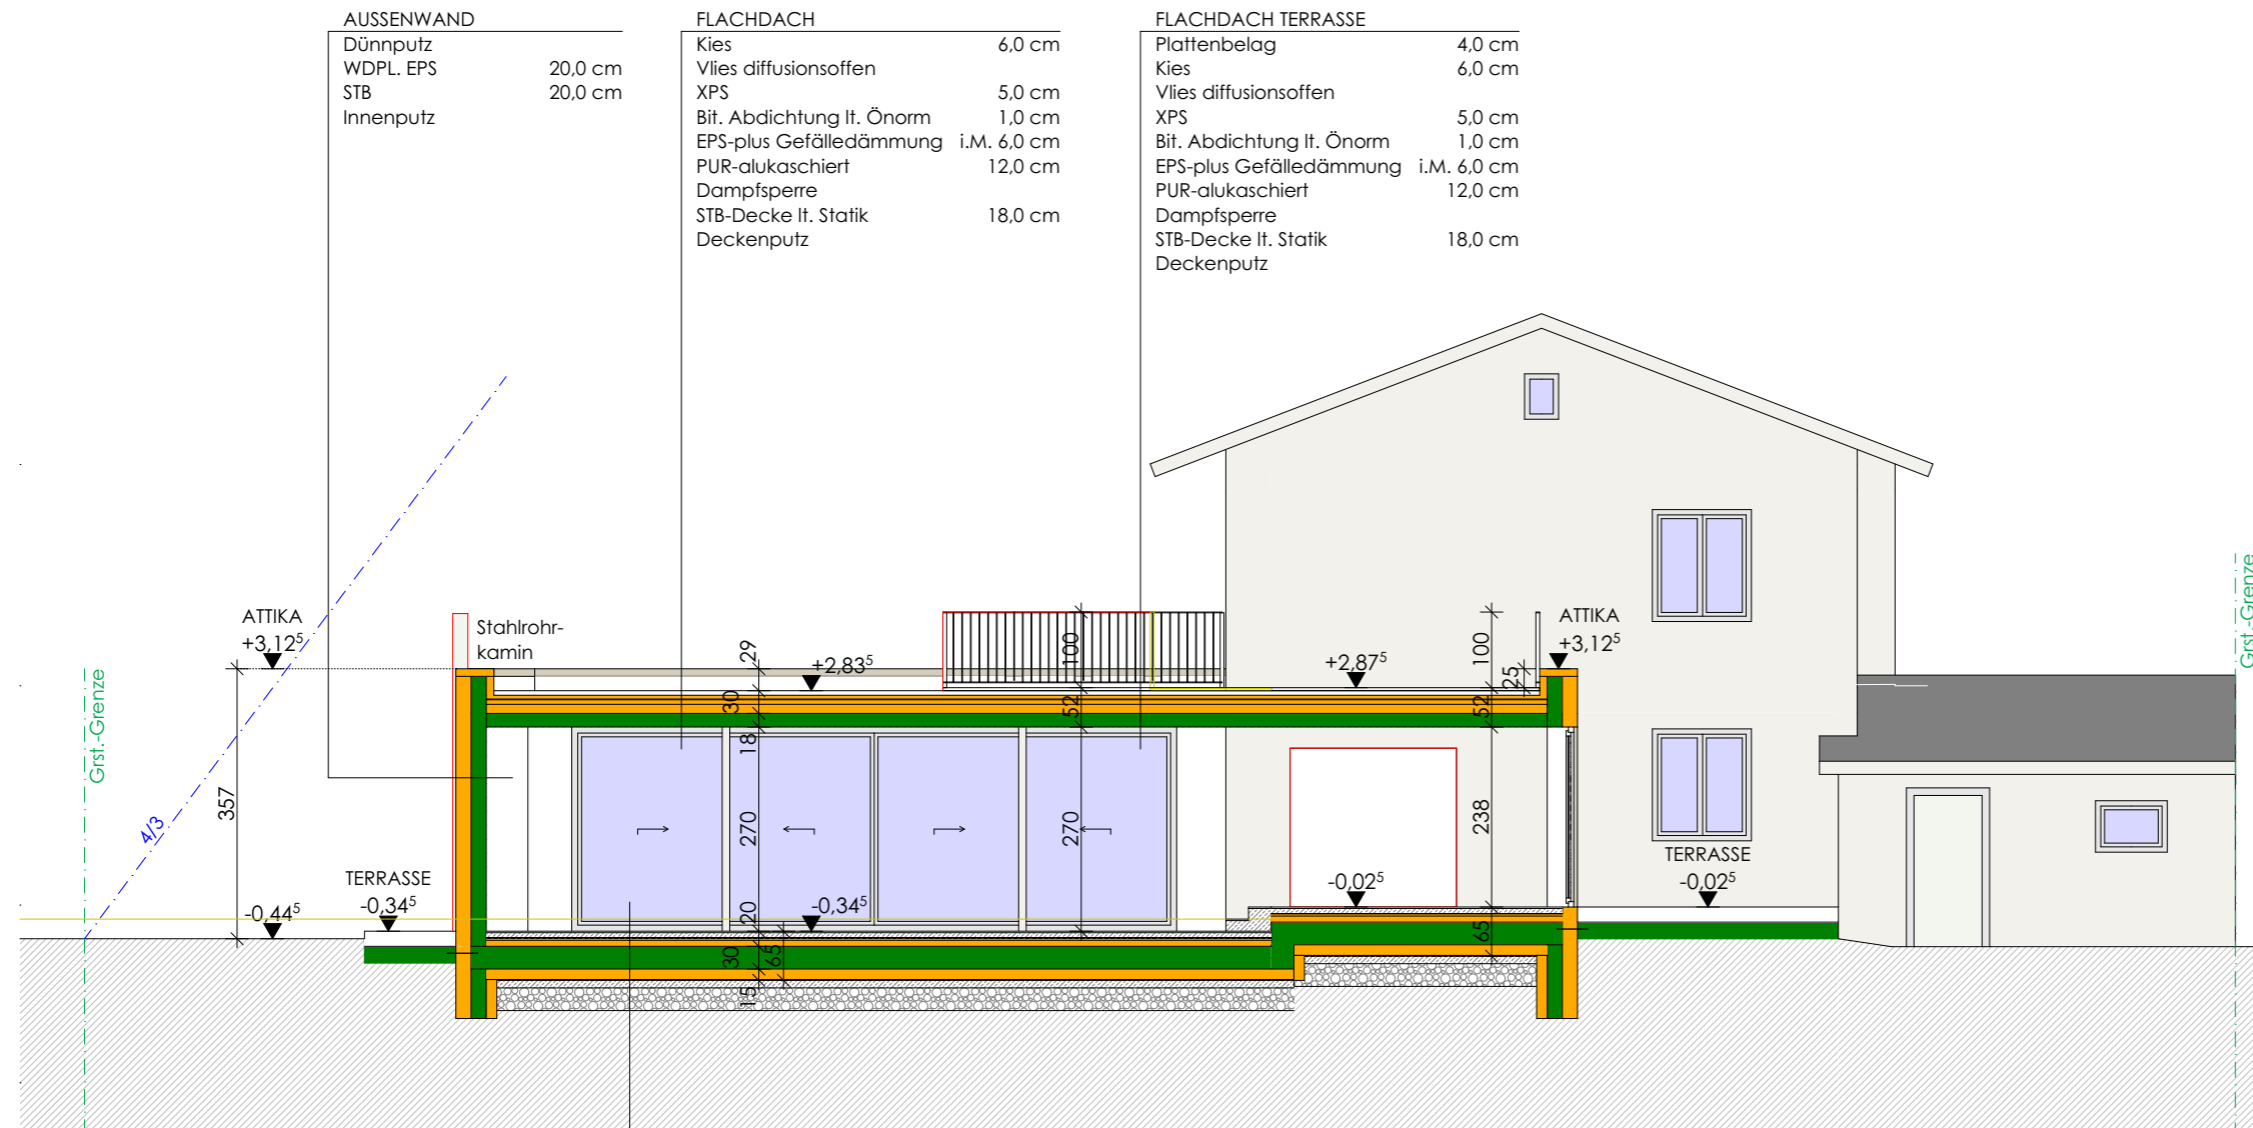 AUSSENWAND
Dünnputz
WDPL. EPS 20,0 cm
STB 20,0 cm
Innenputz
FLACHDACH
Kies 6,0 cm
Vlies diffusionsoffen
XPS 5,0 cm
Bit. Abdichtung lt. Önorm 1,0 cm
EPS-plus Gefälledämmung i.M. 6,0 cm
PUR-alukaschiert 12,0 cm
Dampfsperre
STB-Decke lt. Statik 18,0 cm
Deckenputz
FLACHDACH TERRASSE
Plattenbelag 4,0 cm
Kies 6,0 cm
Vlies diffusionsoffen
XPS 5,0 cm
Bit. Abdichtung lt. Önorm 1,0 cm
EPS-plus Gefälledämmung i.M. 6,0 cm
PUR-alukaschiert 12,0 cm
Dampfsperre
STB-Decke lt. Statik 18,0 cm
Deckenputz
ATTIKA
+3,12⁵
Stahlrohr-
kamin
29
+2,83⁵
100
+2,87⁵
100
25
ATTIKA
+3,12⁵
Grst.-Grenze
Grst.-Grenze
30
52
52
18
357
4/3
270
270
238
TERRASSE
-0,34⁵
-0,44⁵
20
-0,34⁵
-0,02⁵
TERRASSE
-0,02⁵
30
65
65
15